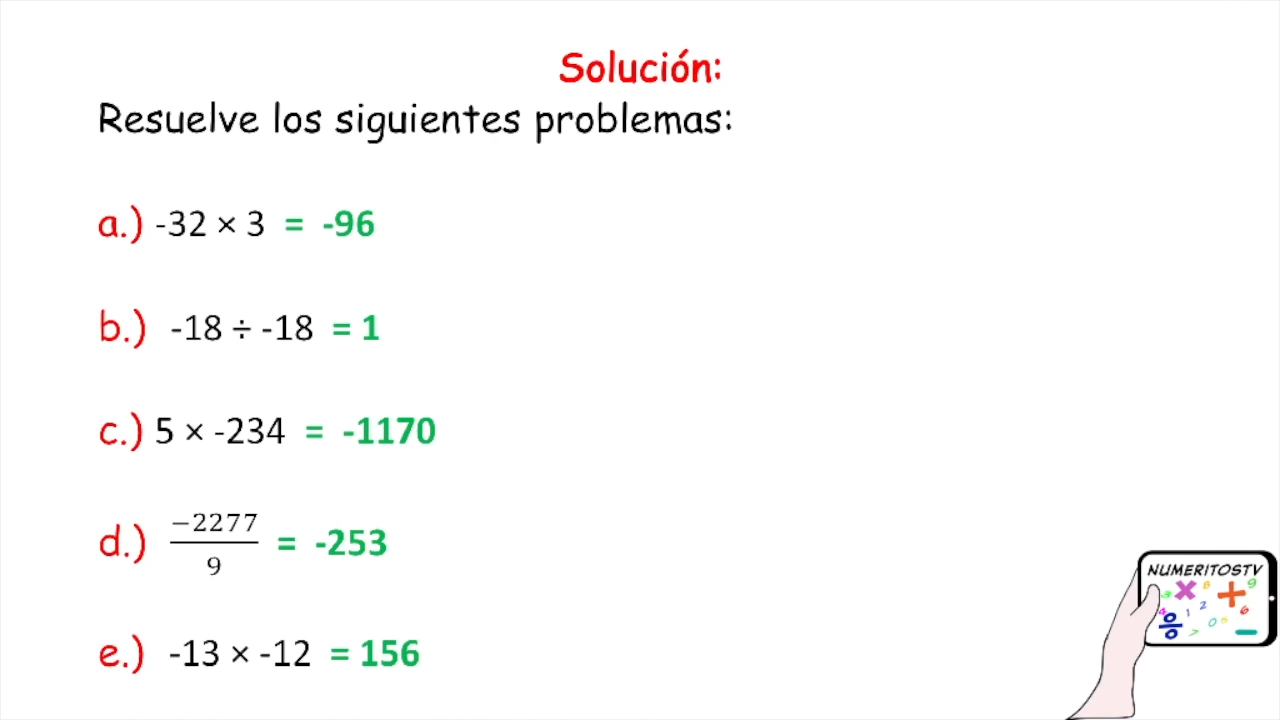 Solución:
Resuelve los siguientes problemas:
a.) -32 × 3 = -96
b.) -18 ÷ -18 = 1
c.) 5 × -234 = -1170
d.) −2277/9 = -253
e.) -13 × -12 = 156
NUMERITOSTV